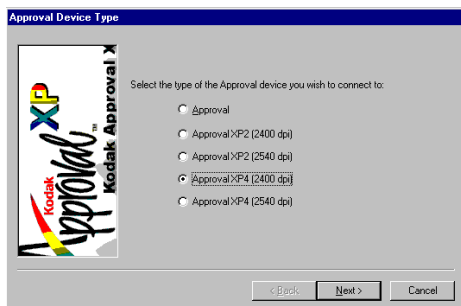 Approval Device Type
Kodak Approval XP
Kodak Approval X
Select the type of the Approval device you wish to connect to:
Approval
Approval XP2 (2400 dpi)
Approval XP2 (2540 dpi)
Approval XP4 (2400 dpi)
Approval XP4 (2540 dpi)
< Back
Next >
Cancel